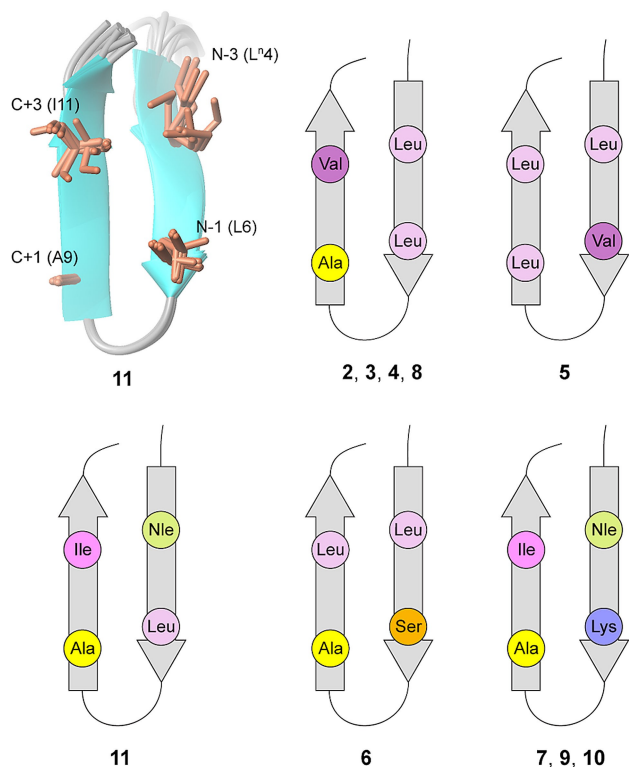 N-3 (Lⁿ4)
C+3 (I11)
N-1 (L6)
C+1 (A9)
11
Leu
Val
Leu
Ala
2, 3, 4, 8
Leu
Leu
Val
Leu
5
Nle
Ile
Leu
Ala
11
Leu
Leu
Ser
Ala
6
Nle
Ile
Lys
Ala
7, 9, 10